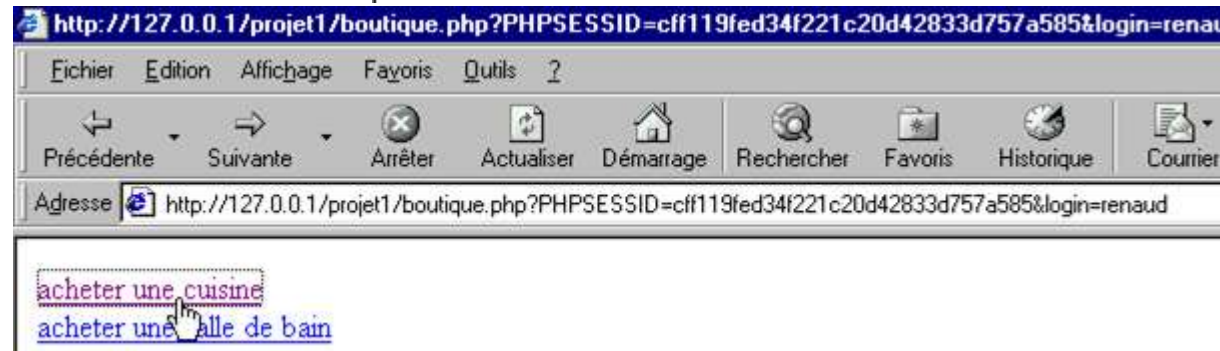 http://127.0.0.1/projet1/boutique.php?PHPSESSID=cff119fed34f221c20d42833d757a585&login=renau
Fichier Edition Affichage Favoris Outils ?
Précédente Suivante Arrêter Actualiser Démarrage Rechercher Favoris Historique Courrier
Adresse http://127.0.0.1/projet1/boutique.php?PHPSESSID=cff119fed34f221c20d42833d757a585&login=renaud
acheter une cuisine
acheter une salle de bain